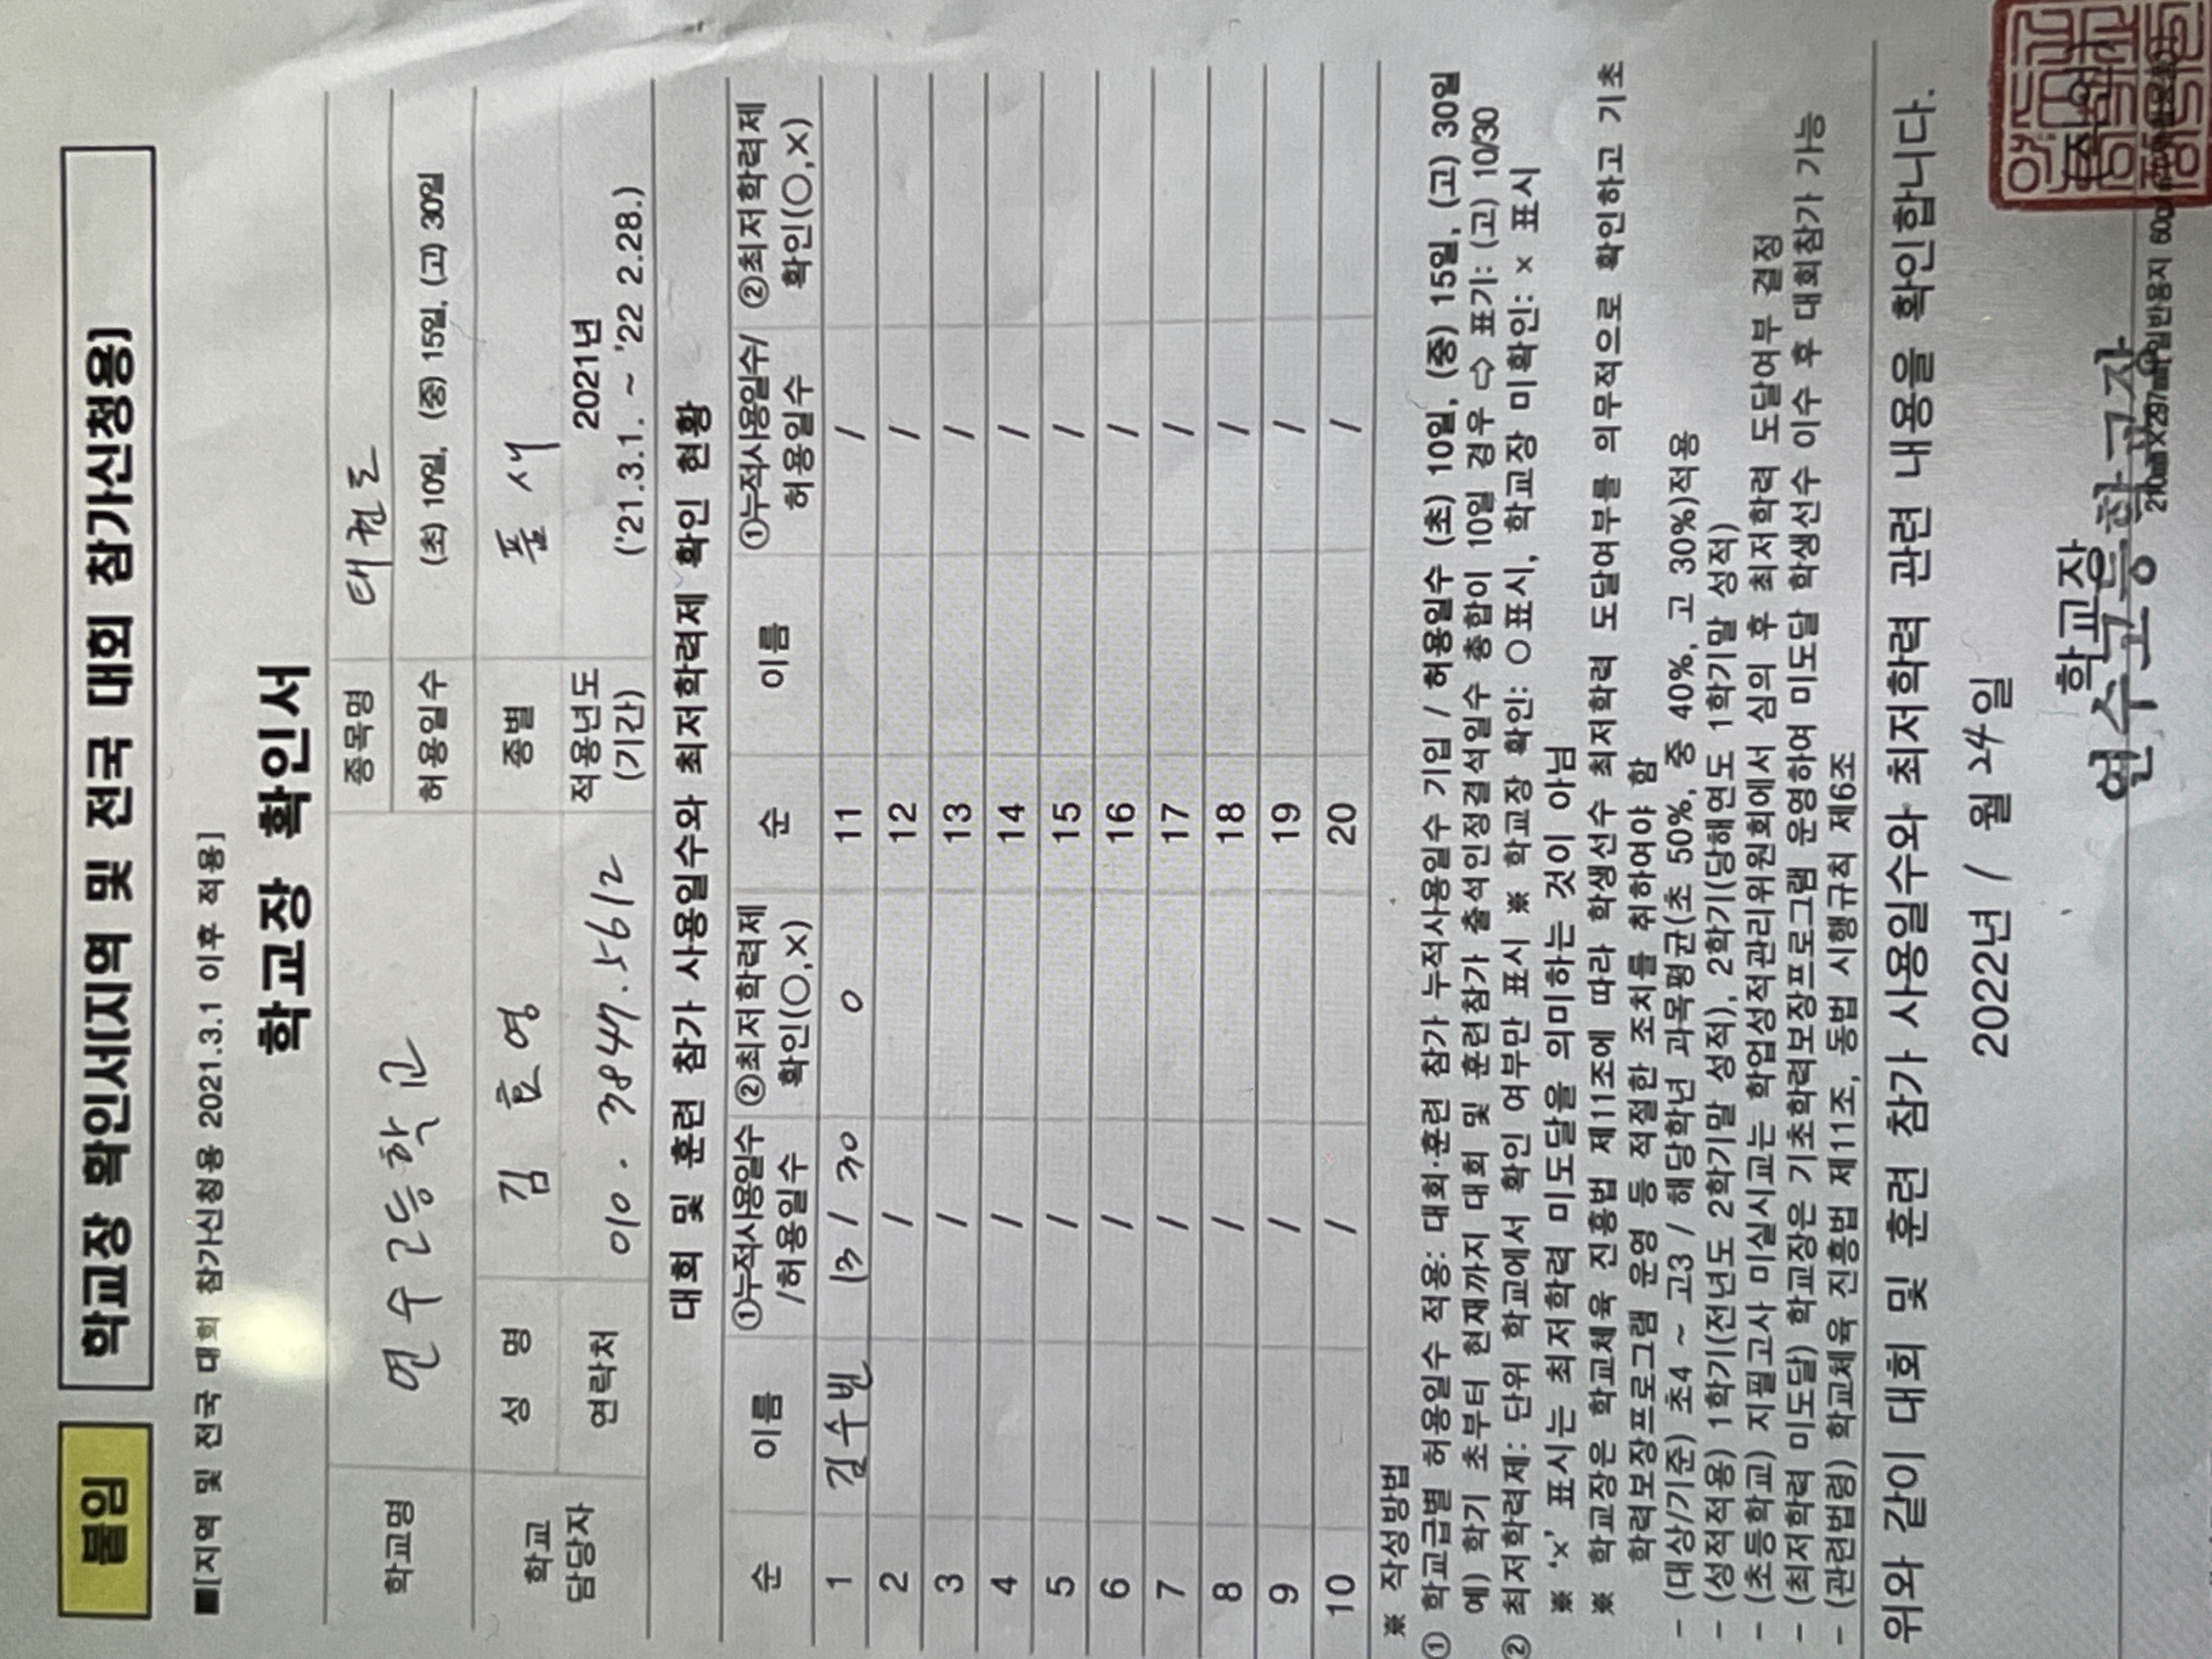 붙임 학교장 확인서(지역 및 전국 대회 참가신청용)
■[지역 및 전국 대회 참가신청용 2021.3.1 이후 적용]
학교장 확인서
학교명 연수고등학교 종목명 태권도
허용일수 (초) 10일, (중) 15일, (고) 30일
학교 담당자 성 명 김효영 종별 품새
연락처 010. 3847.5612 적용년도 (기간) 2021년 ('21.3.1. ~ '22 2.28.)
대회 및 훈련 참가 사용일수와 최저학력제 확인 현황
순 이름 ①누적사용일수/허용일수 ②최저학력제 확인(○,×) 순 이름 ①누적사용일수/허용일수 ②최저학력제 확인(○,×)
1 김수빈 13 / 30 ○ 11 /
2 / 12 /
3 / 13 /
4 / 14 /
5 / 15 /
6 / 16 /
7 / 17 /
8 / 18 /
9 / 19 /
10 / 20 /
※ 작성방법
① 학교급별 허용일수 적용: 대회·훈련 참가 누적사용일수 기입 / 허용일수 (초) 10일, (중) 15일, (고) 30일
예) 학기 초부터 현재까지 대회 및 훈련참가 출석인정결석일수 총합이 10일 경우 ⇨ 표기: (고) 10/30
② 최저학력제: 단위 학교에서 확인 여부만 표시 ※ 학교장 확인: ○표시, 학교장 미확인: × 표시
※ '×' 표시는 최저학력 미도달을 의미하는 것이 아님
※ 학교장은 학교체육 진흥법 제11조에 따라 학생선수 최저학력 도달여부를 의무적으로 확인하고 기초
학력보장프로그램 운영 등 적절한 조치를 취하여야 함
- (대상/기준) 초4 ~ 고3 / 해당학년 과목평균(초 50%, 중 40%, 고 30%)적용
- (성적적용) 1학기(전년도 2학기말 성적), 2학기(당해연도 1학기말 성적)
- (초등학교) 지필고사 미실시교는 학업성적관리위원회에서 심의 후 최저학력 도달여부 결정
- (최저학력 미도달) 학교장은 기초학력보장프로그램 운영하여 미도달 학생선수 이수 후 대회참가 가능
- (관련법령) 학교체육 진흥법 제11조, 동법 시행규칙 제6조
위와 같이 대회 및 훈련 참가 사용일수와 최저학력 관련 내용을 확인합니다.
2022년 1 월 24일
학교장
연수고등학교장 (직인)
210㎜×297㎜